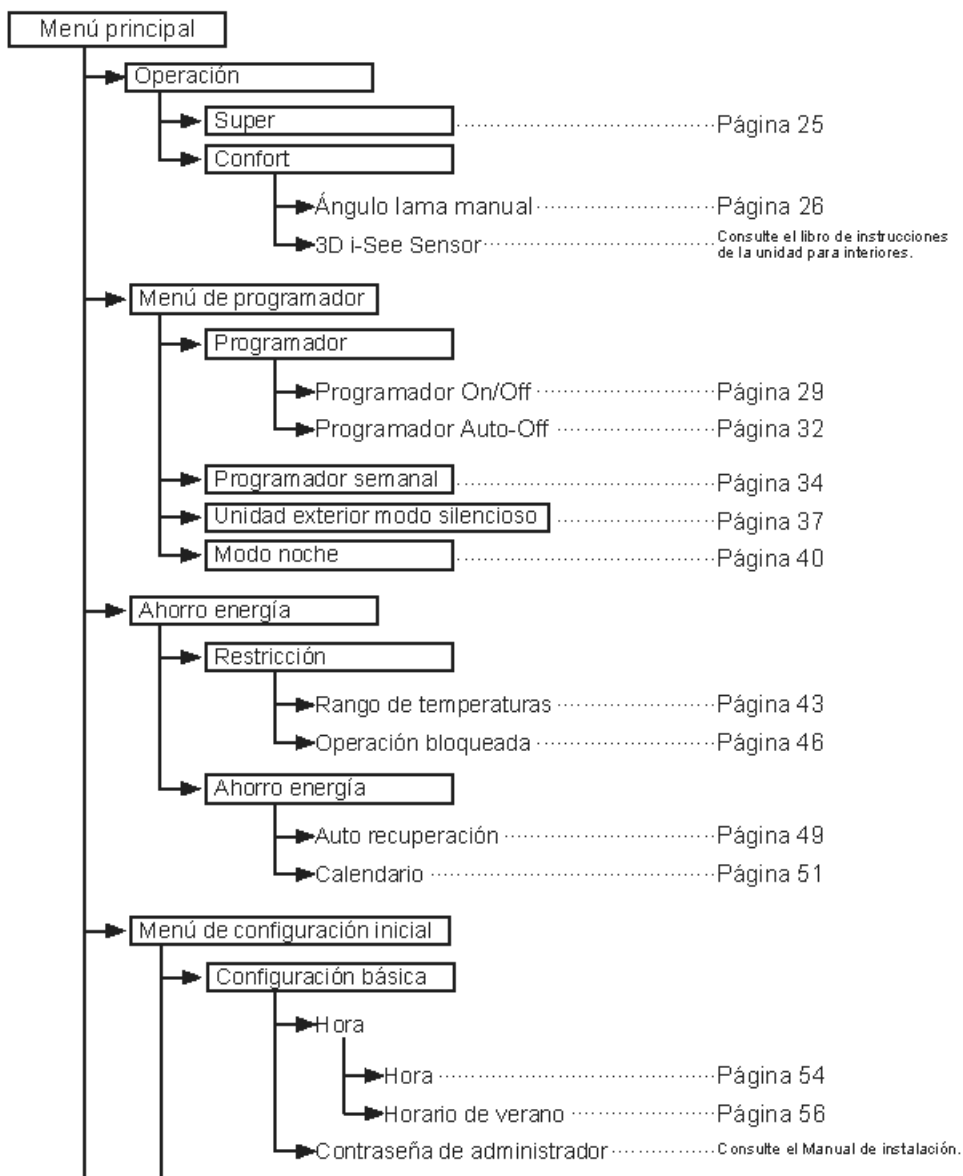 Menú principal
Operación
Super Página 25
Confort
Ángulo lama manual Página 26
3D i-See Sensor Consulte el libro de instrucciones
de la unidad para interiores.
Menú de programador
Programador
Programador On/Off Página 29
Programador Auto-Off Página 32
Programador semanal Página 34
Unidad exterior modo silencioso Página 37
Modo noche Página 40
Ahorro energía
Restricción
Rango de temperaturas Página 43
Operación bloqueada Página 46
Ahorro energía
Auto recuperación Página 49
Calendario Página 51
Menú de configuración inicial
Configuración básica
Hora
Hora Página 54
Horario de verano Página 56
Contraseña de administrador Consulte el Manual de instalación.